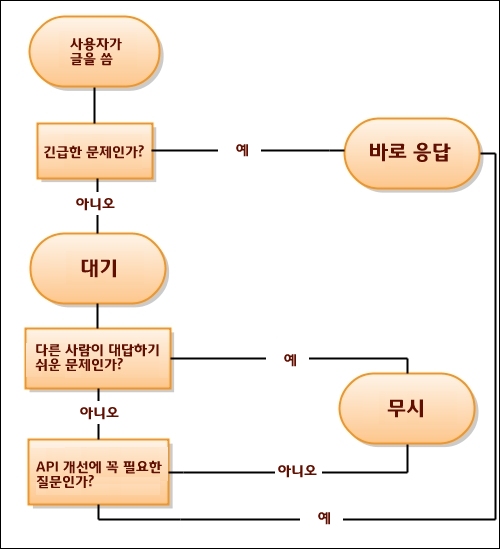 사용자가
글을 씀
긴급한 문제인가?
예
바로 응답
아니오
대기
다른 사람이 대답하기
쉬운 문제인가?
예
무시
아니오
API 개선에 꼭 필요한
질문인가?
아니오
예